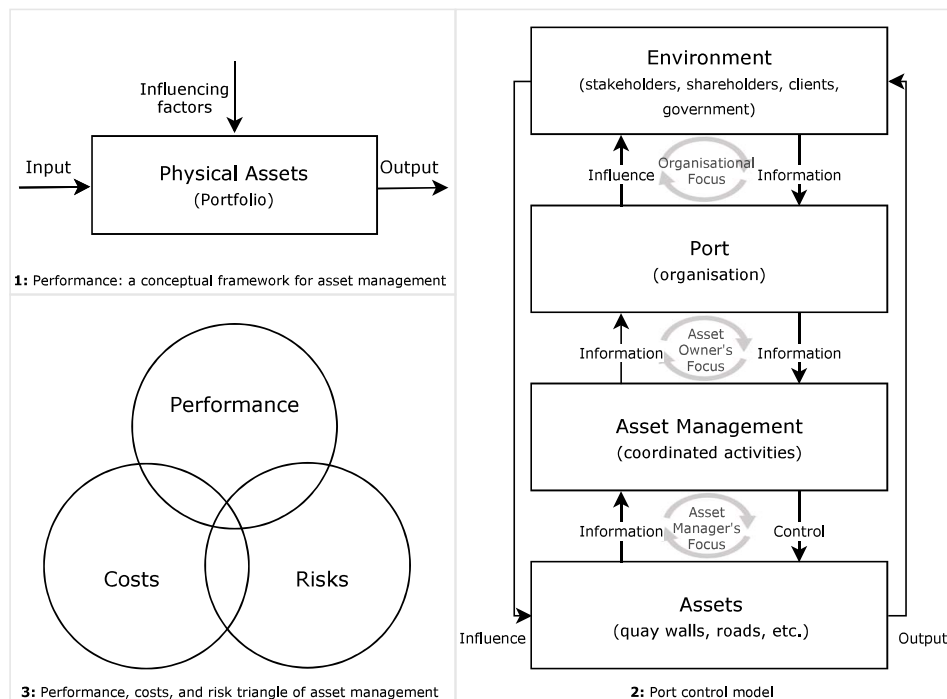 Influencing
factors
Input
Physical Assets
(Portfolio)
Output
1: Performance: a conceptual framework for asset management
Performance
Costs
Risks
3: Performance, costs, and risk triangle of asset management
Environment
(stakeholders, shareholders, clients,
government)
Influence
Organisational
Focus
Information
Port
(organisation)
Information
Asset
Owner's
Focus
Information
Asset Management
(coordinated activities)
Information
Asset
Manager's
Focus
Control
Assets
(quay walls, roads, etc.)
Influence
Output
2: Port control model